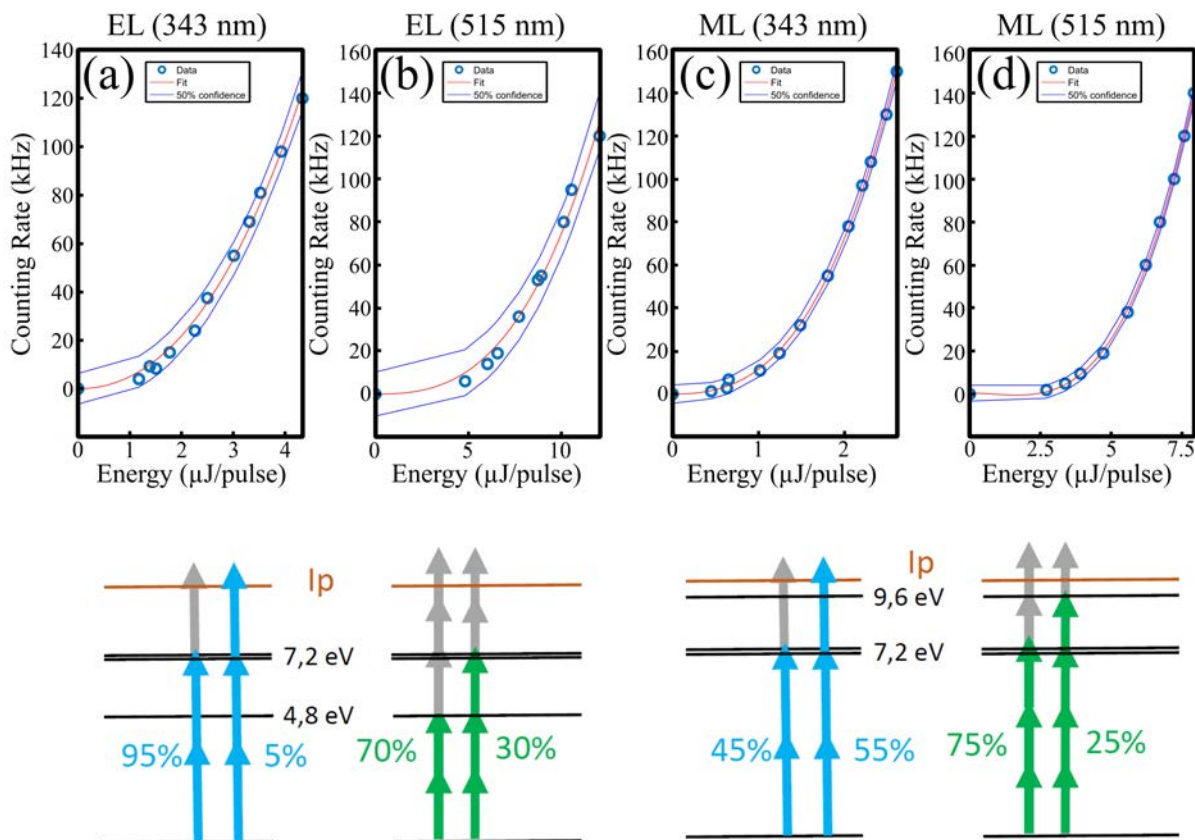 EL (343 nm)
EL (515 nm)
ML (343 nm)
ML (515 nm)
(a)
(b)
(c)
(d)
Data
Fit
50% confidence
Data
Fit
50% confidence
Data
Fit
50% confidence
Data
Fit
50% confidence
Counting Rate (kHz)
140
120
100
80
60
40
20
0
Counting Rate (kHz)
160
140
120
100
80
60
40
20
0
Counting Rate (kHz)
160
140
120
100
80
60
40
20
0
Counting Rate (kHz)
160
140
120
100
80
60
40
20
0
0 1 2 3 4
0 5 10
0 1 2
0 2.5 5 7.5
Energy (µJ/pulse)
Energy (µJ/pulse)
Energy (µJ/pulse)
Energy (µJ/pulse)
Ip
7,2 eV
4,8 eV
95%
5%
70%
30%
Ip
9,6 eV
7,2 eV
45%
55%
75%
25%